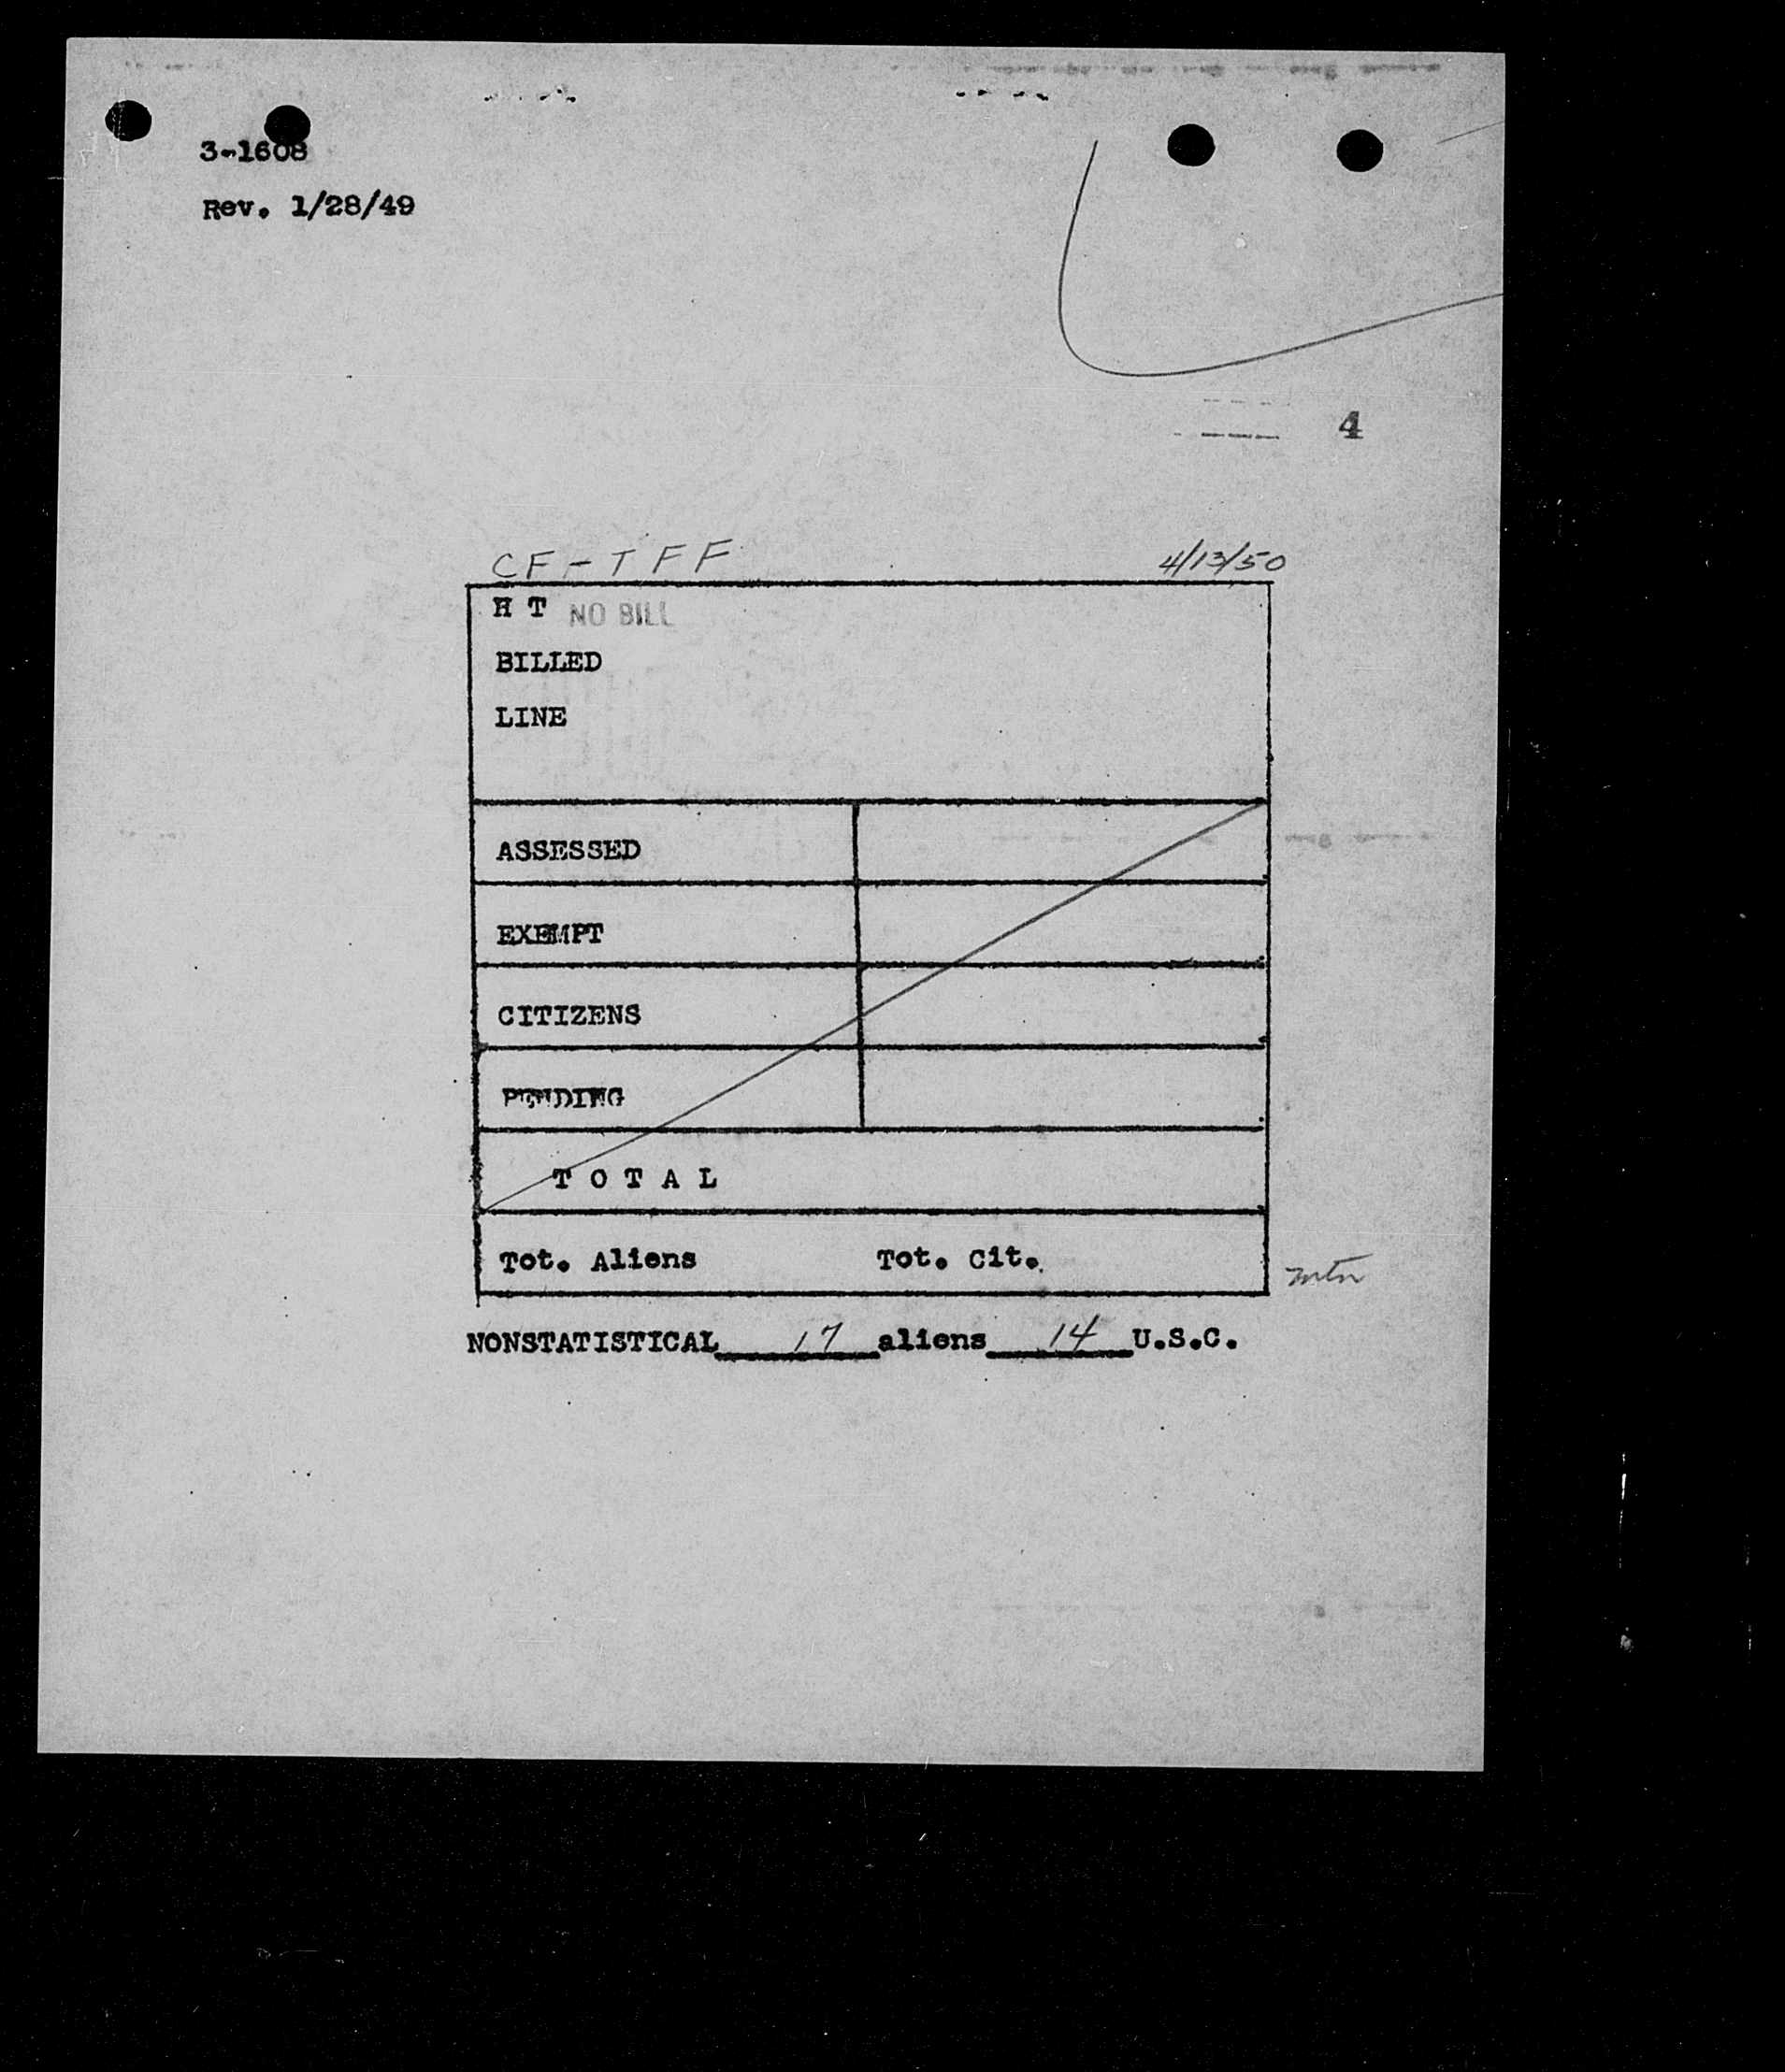 3-1608
Rev. 1/28/49
4
CF-TFF 4/13/50
H T NO BILL
BILLED
LINE
ASSESSED
EXEMPT
CITIZENS
PENDING
T O T A L
Tot. Aliens Tot. Cit.
NONSTATISTICAL 17 aliens 14 U.S.C.